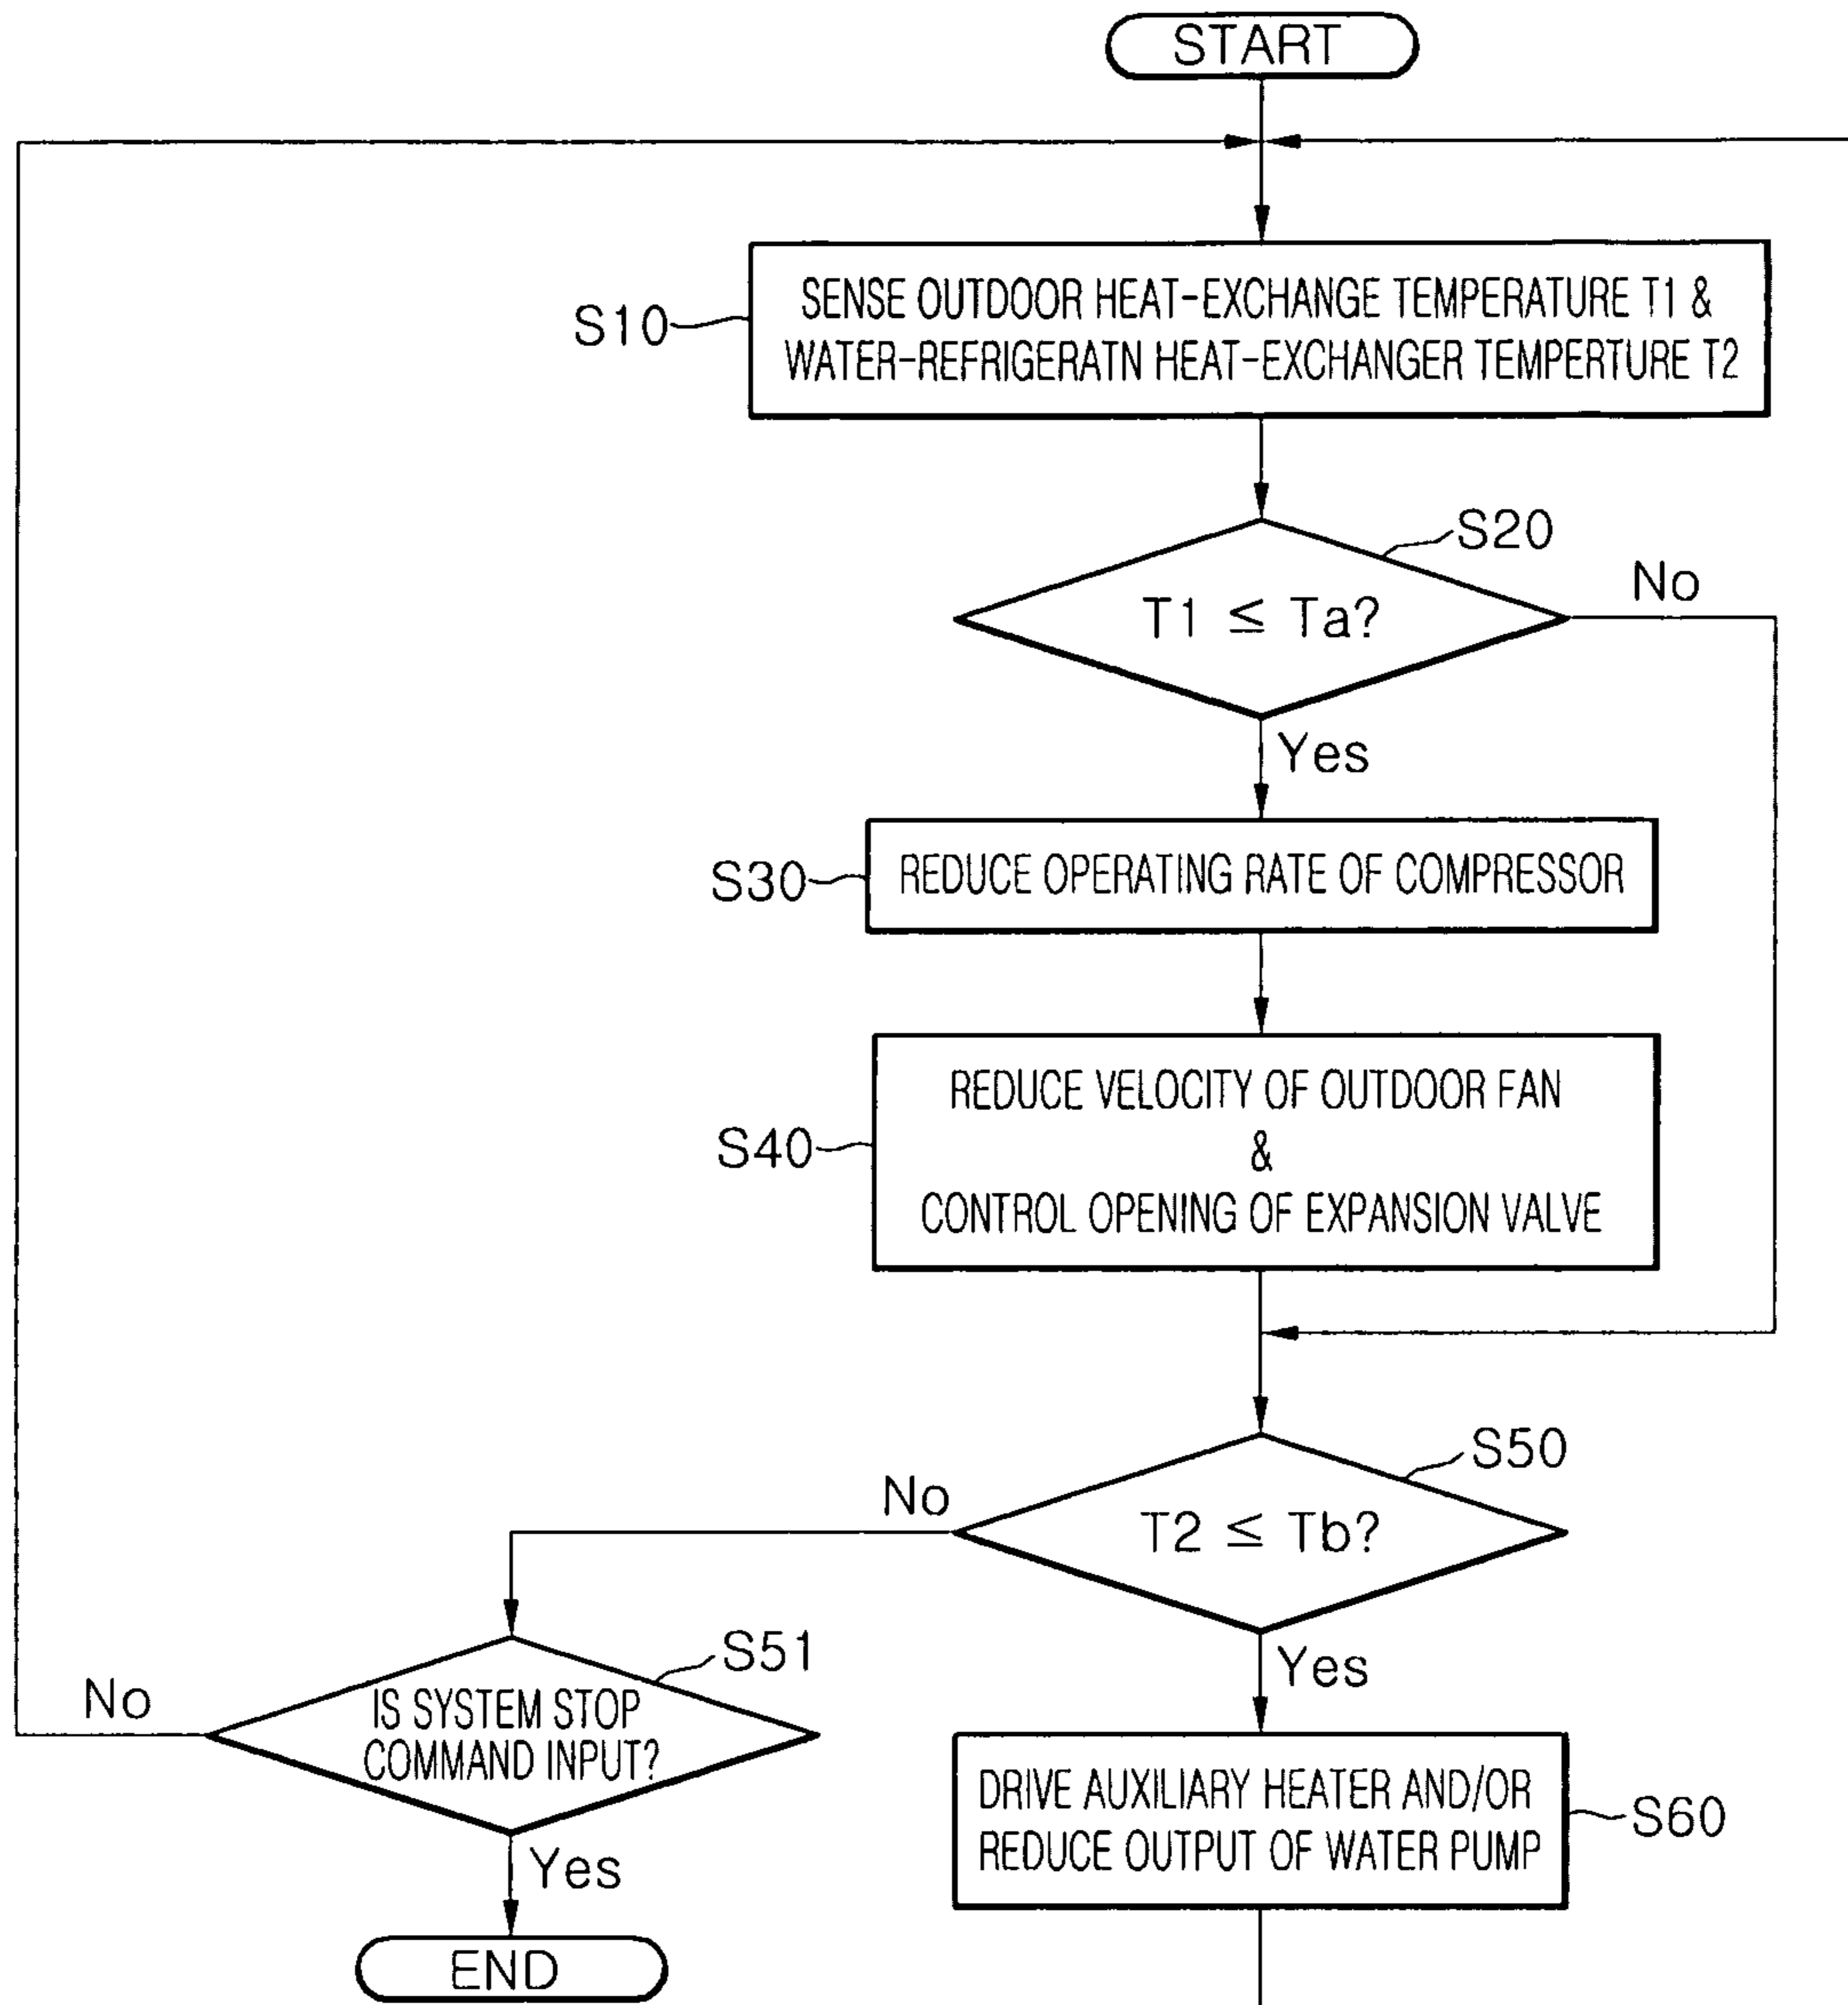 START
S10
SENSE OUTDOOR HEAT-EXCHANGE TEMPERATURE T1 &
WATER-REFRIGERATN HEAT-EXCHANGER TEMPERTURE T2
S20
T1 ≤ Ta?
No
Yes
S30
REDUCE OPERATING RATE OF COMPRESSOR
S40
REDUCE VELOCITY OF OUTDOOR FAN
&
CONTROL OPENING OF EXPANSION VALVE
S50
No
T2 ≤ Tb?
Yes
S51
No
IS SYSTEM STOP
COMMAND INPUT?
Yes
DRIVE AUXILIARY HEATER AND/OR
REDUCE OUTPUT OF WATER PUMP
S60
END